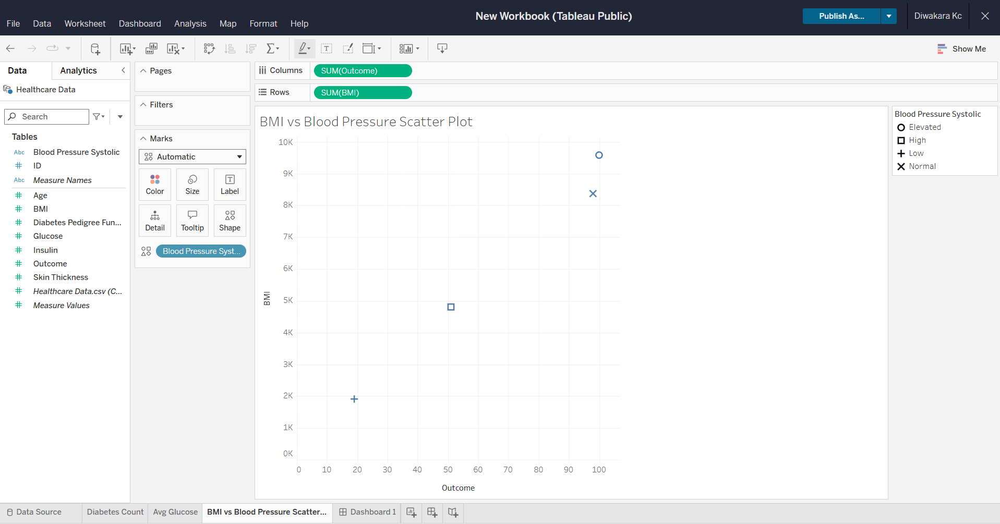 New Workbook (Tableau Public)
Publish As...
Diwakara Kc
File Data Worksheet Dashboard Analysis Map Format Help
Show Me
Data Analytics
Healthcare Data
Search
Tables
Abc Blood Pressure Systolic
# ID
Abc Measure Names
# Age
# BMI
# Diabetes Pedigree Fun...
# Glucose
# Insulin
# Outcome
# Skin Thickness
# Healthcare Data.csv (C...
# Measure Values
Pages
Filters
Marks
Automatic
Color Size Label
Detail Tooltip Shape
Blood Pressure Syst...
Columns SUM(Outcome)
Rows SUM(BMI)
BMI vs Blood Pressure Scatter Plot
10K
9K
8K
7K
6K
5K
4K
3K
2K
1K
0K
BMI
0 10 20 30 40 50 60 70 80 90 100
Outcome
Blood Pressure Systolic
Elevated
High
Low
Normal
Data Source Diabetes Count Avg Glucose BMI vs Blood Pressure Scatter... Dashboard 1